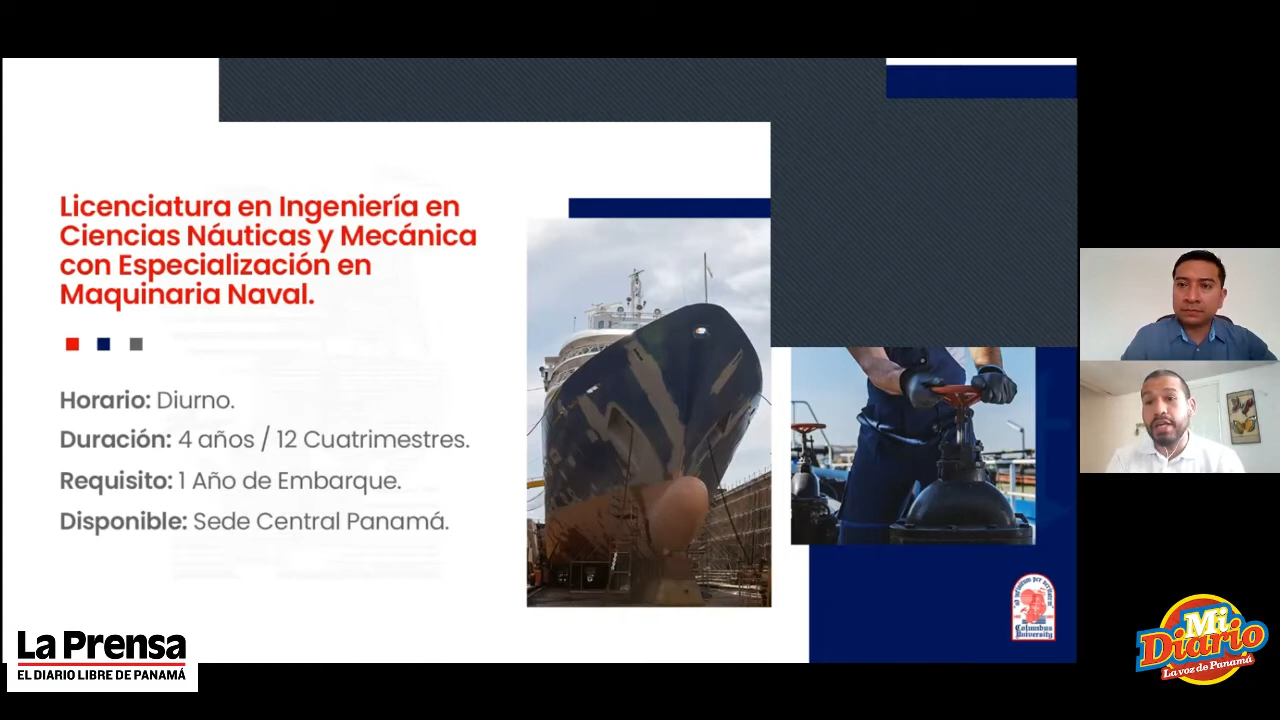 Licenciatura en Ingeniería en
Ciencias Náuticas y Mecánica
con Especialización en
Maquinaria Naval.
Horario: Diurno.
Duración: 4 años / 12 Cuatrimestres.
Requisito: 1 Año de Embarque.
Disponible: Sede Central Panamá.
Columbus
University
La Prensa
EL DIARIO LIBRE DE PANAMÁ
Mi
Diario
La voz de Panamá